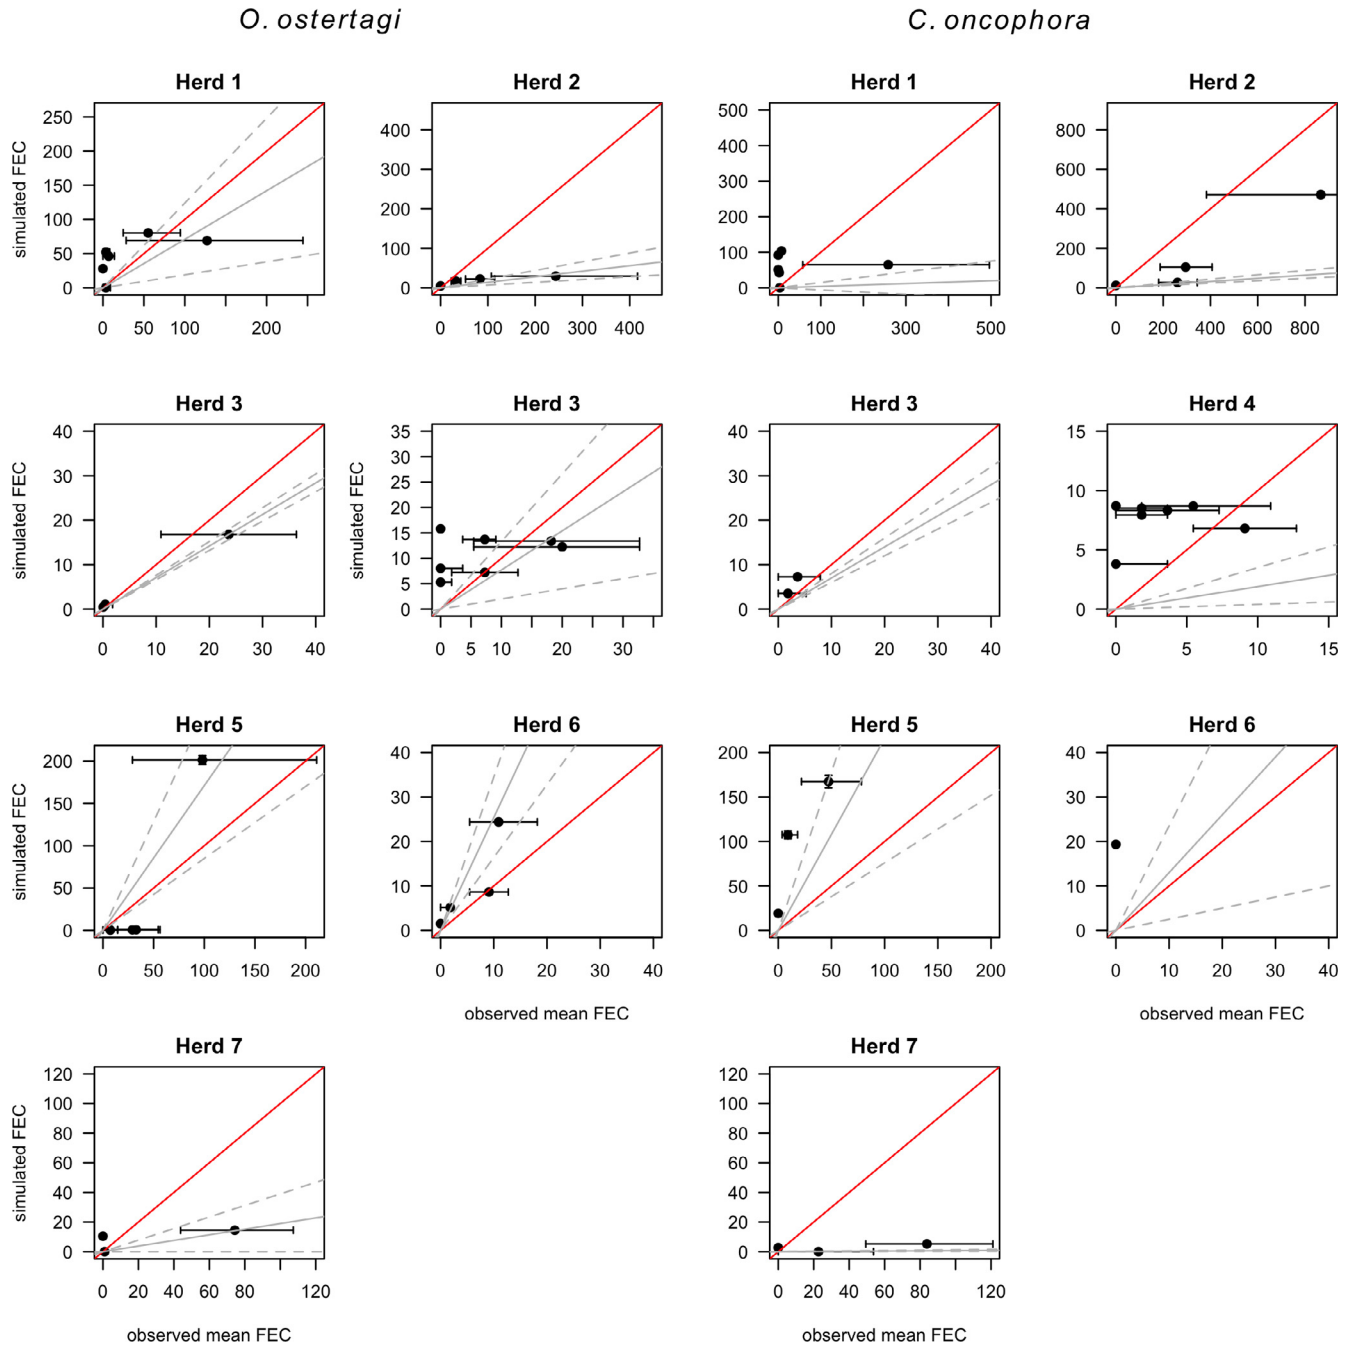 O. ostertagi
C. oncophora
Herd 1
Herd 2
Herd 1
Herd 2
simulated FEC
250
200
150
100
50
0
0 50 100 200
400
300
200
100
0
0 100 200 300 400
500
400
300
200
100
0
0 100 300 500
800
600
400
200
0
0 200 400 600 800
Herd 3
Herd 3
Herd 3
Herd 4
simulated FEC
40
30
20
10
0
0 10 20 30 40
simulated FEC
35
30
25
20
15
10
5
0
0 5 10 20 30
40
30
20
10
0
0 10 20 30 40
15
10
5
0
0 5 10 15
Herd 5
Herd 6
Herd 5
Herd 6
simulated FEC
200
150
100
50
0
0 50 100 150 200
40
30
20
10
0
0 10 20 30 40
observed mean FEC
200
150
100
50
0
0 50 100 150 200
40
30
20
10
0
0 10 20 30 40
observed mean FEC
Herd 7
Herd 7
simulated FEC
120
100
80
60
40
20
0
0 20 40 60 80 120
observed mean FEC
120
100
80
60
40
20
0
0 20 40 60 80 120
observed mean FEC